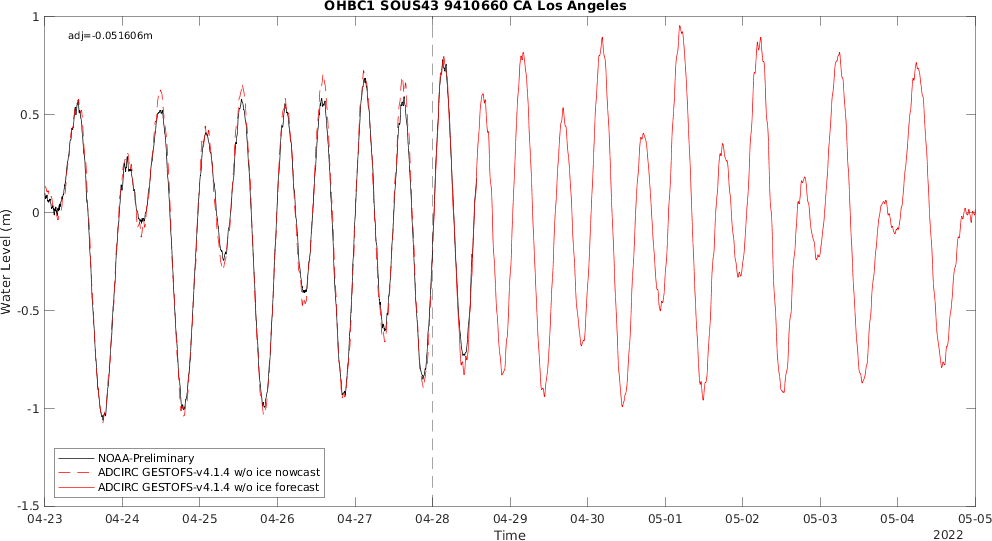 OHBC1 SOUS43 9410660 CA Los Angeles
adj=-0.051606m
1
0.5
0
-0.5
-1
-1.5
Water Level (m)
NOAA-Preliminary
ADCIRC GESTOFS-v4.1.4 w/o ice nowcast
ADCIRC GESTOFS-v4.1.4 w/o ice forecast
04-23 04-24 04-25 04-26 04-27 04-28 04-29 04-30 05-01 05-02 05-03 05-04 05-05
Time
2022